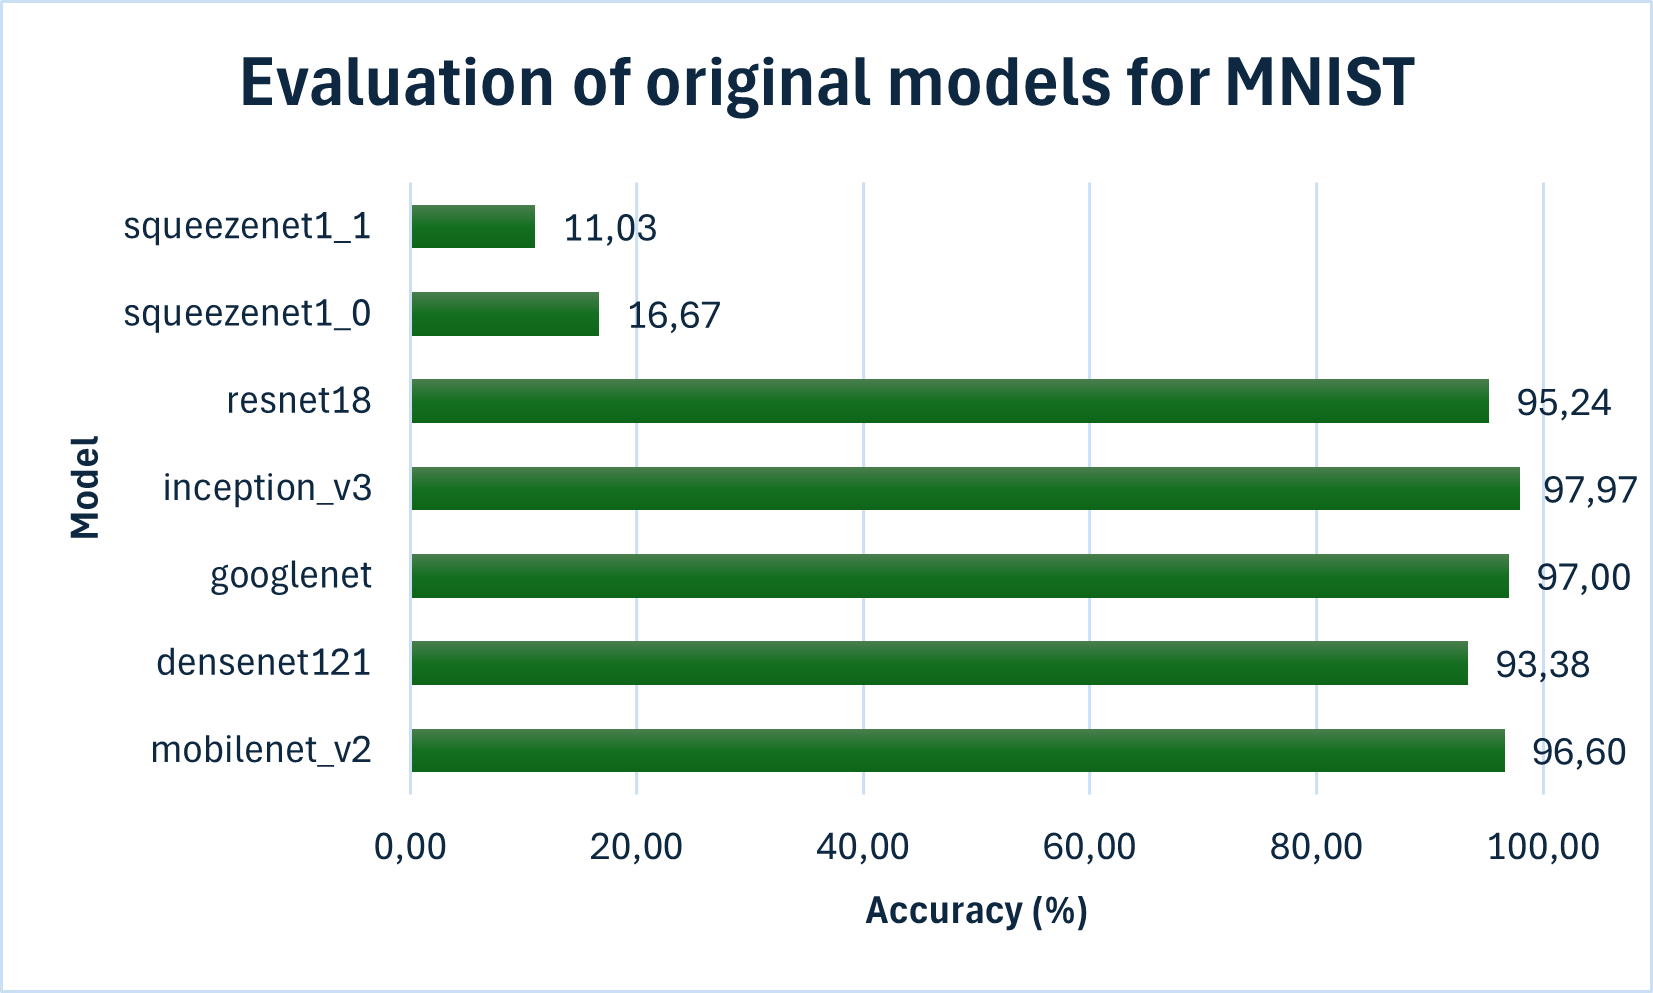 Evaluation of original models for MNIST
squeezenet1_1 11,03
squeezenet1_0 16,67
resnet18 95,24
inception_v3 97,97
googlenet 97,00
densenet121 93,38
mobilenet_v2 96,60
Model
0,00 20,00 40,00 60,00 80,00 100,00
Accuracy (%)